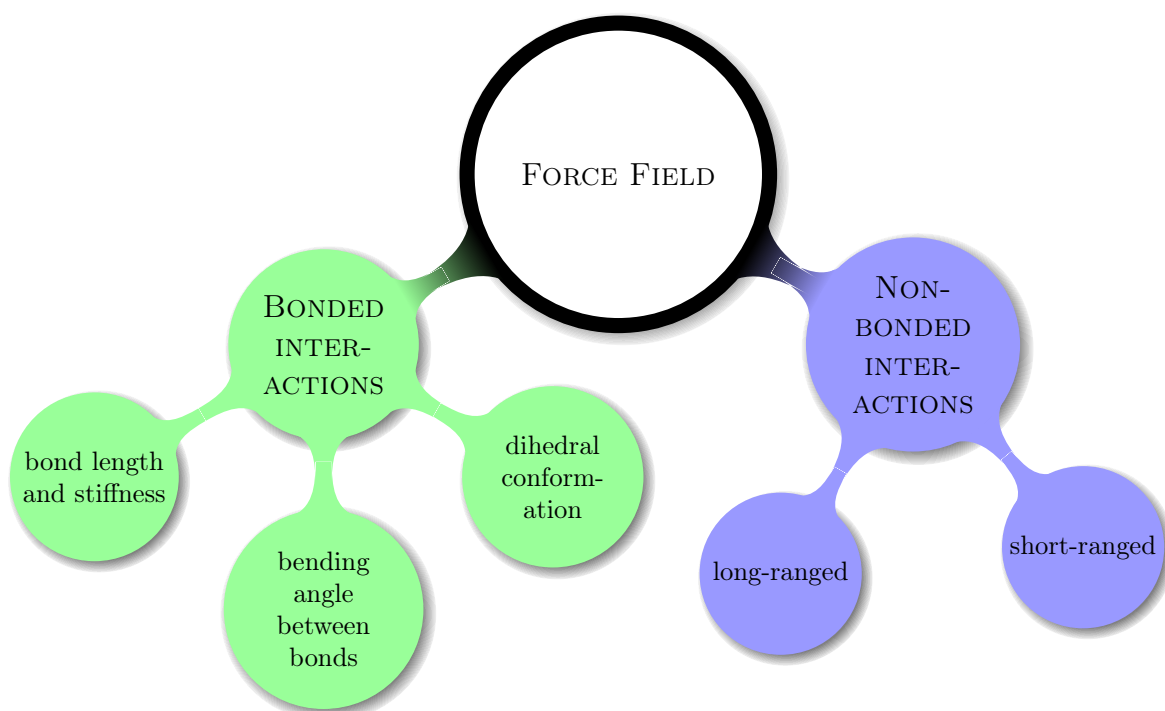 FORCE FIELD
BONDED
INTER-
ACTIONS
NON-
BONDED
INTER-
ACTIONS
bond length
and stiffness
bending
angle
between
bonds
dihedral
conform-
ation
long-ranged
short-ranged